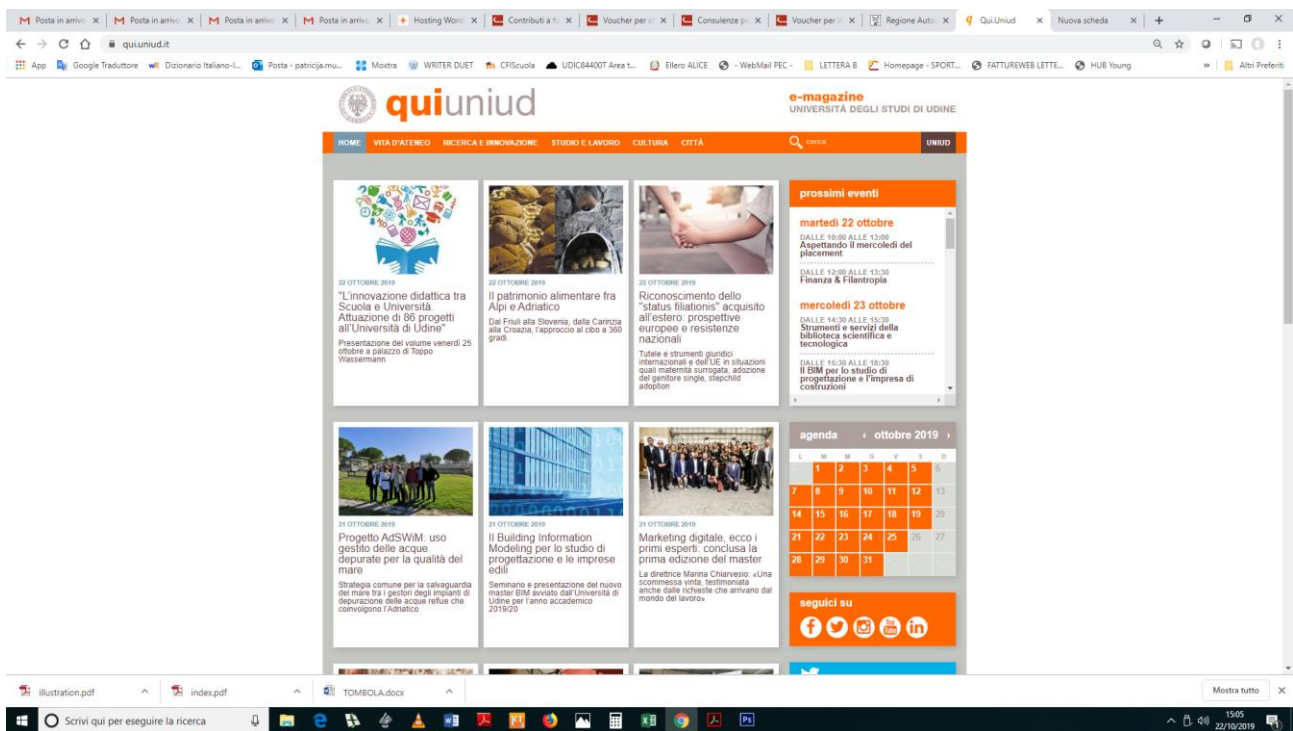 Posta in arrivo
Posta in arrivo
Posta in arrivo
Posta in arrivo
Hosting Word
Contributi a fo
Voucher per st
Consulenze pe
Voucher per in
Regione Auto
Qui.Uniud
Nuova scheda
qui.uniud.it
App
Google Traduttore
Dizionario Italiano-I...
Posta - patricija.mu...
Mostra
WRITER DUET
CFIScuola
UDIC84400T Area t...
Ellero ALICE
- WebMail PEC -
LETTERA B
Homepage - SPORT...
FATTUREWEB LETTE...
HUB Young
Altri Preferiti
quiuniud
e-magazine
UNIVERSITÀ DEGLI STUDI DI UDINE
HOME VITA D'ATENEO RICERCA E INNOVAZIONE STUDIO E LAVORO CULTURA CITTÀ
cerca
UNIUD
22 OTTOBRE 2019
"L'innovazione didattica tra
Scuola e Università.
Attuazione di 86 progetti
all'Università di Udine"
Presentazione del volume venerdì 25
ottobre a palazzo di Toppo
Wassermann
22 OTTOBRE 2019
Il patrimonio alimentare fra
Alpi e Adriatico
Dal Friuli alla Slovenia, dalla Carinzia
alla Croazia, l'approccio al cibo a 360
gradi.
22 OTTOBRE 2019
Riconoscimento dello
"status filiationis" acquisito
all'estero: prospettive
europee e resistenze
nazionali
Tutele e strumenti giuridici
internazionali e dell'UE in situazioni
quali maternità surrogata, adozione
del genitore single, stepchild
adoption
prossimi eventi
martedì 22 ottobre
DALLE 10:00 ALLE 13:00
Aspettando il mercoledì del
placement
DALLE 12:00 ALLE 13:30
Finanza & Filantropia
mercoledì 23 ottobre
DALLE 14:30 ALLE 15:30
Strumenti e servizi della
biblioteca scientifica e
tecnologica
DALLE 15:30 ALLE 18:30
Il BIM per lo studio di
progettazione e l'impresa di
costruzioni
21 OTTOBRE 2019
Progetto AdSWiM: uso
gestito delle acque
depurate per la qualità del
mare
Strategia comune per la salvaguardia
del mare tra i gestori degli impianti di
depurazione delle acque reflue che
coinvolgono l'Adriatico
21 OTTOBRE 2019
Il Building Information
Modeling per lo studio di
progettazione e le imprese
edili
Seminario e presentazione del nuovo
master BIM avviato dall'Università di
Udine per l'anno accademico
2019/20
21 OTTOBRE 2019
Marketing digitale, ecco i
primi esperti: conclusa la
prima edizione del master
La direttrice Marina Chiarvesio: «Una
scommessa vinta, testimoniata
anche dalle richieste che arrivano dal
mondo del lavoro»
agenda ‹ ottobre 2019 ›
L M M G V S D
1 2 3 4 5 6
7 8 9 10 11 12 13
14 15 16 17 18 19 20
21 22 23 24 25 26 27
28 29 30 31
seguici su
illustration.pdf
index.pdf
TOMBOLA.docx
Mostra tutto
Scrivi qui per eseguire la ricerca
15:05
22/10/2019